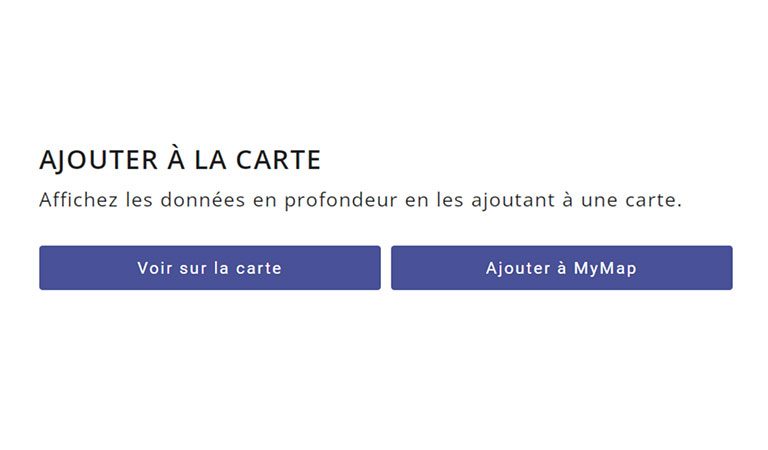 AJOUTER À LA CARTE
Affichez les données en profondeur en les ajoutant à une carte.
Voir sur la carte
Ajouter à MyMap